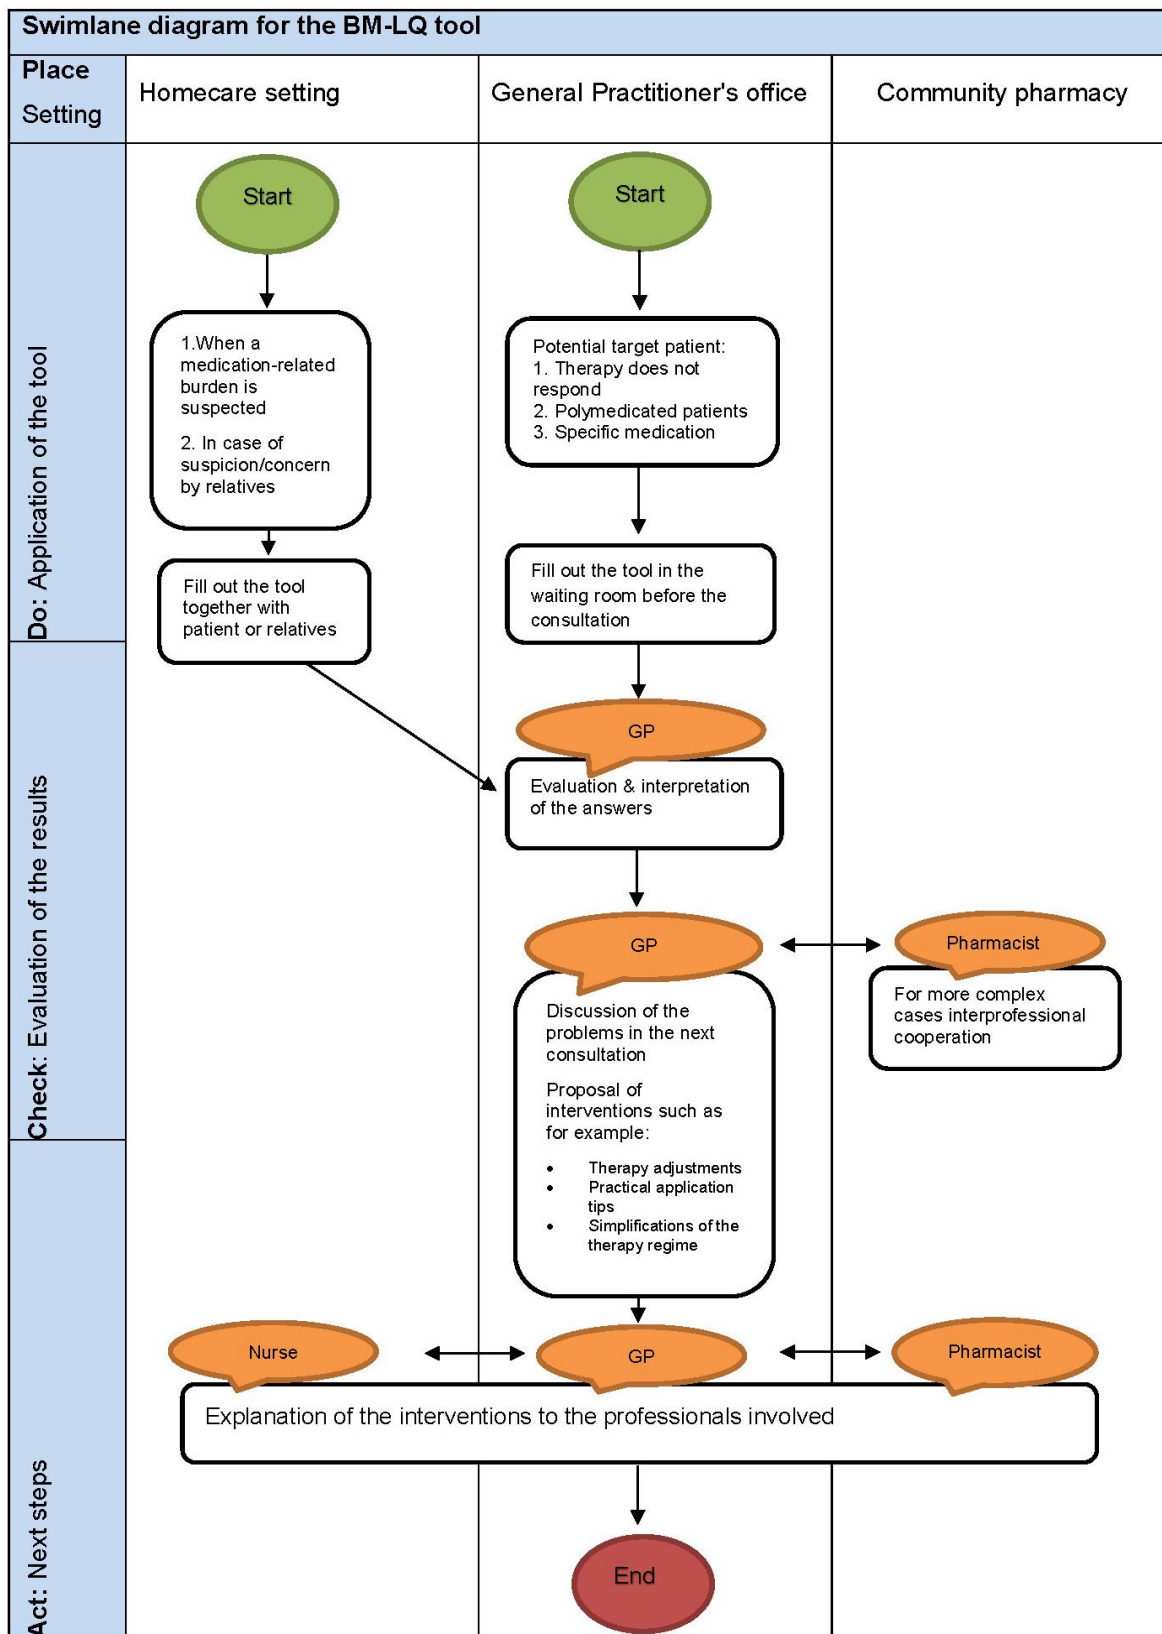 Swimlane diagram for the BM-LQ tool
Place
Setting
Homecare setting
General Practitioner's office
Community pharmacy
Do: Application of the tool
Start
Start
1.When a
medication-related
burden is
suspected
2. In case of
suspicion/concern
by relatives
Potential target patient:
1. Therapy does not
respond
2. Polymedicated patients
3. Specific medication
Fill out the tool
together with
patient or relatives
Fill out the tool in the
waiting room before the
consultation
Check: Evaluation of the results
GP
Evaluation & interpretation
of the answers
GP
Pharmacist
Discussion of the
problems in the next
consultation
Proposal of
interventions such as
for example:
• Therapy adjustments
• Practical application
tips
• Simplifications of the
therapy regime
For more complex
cases interprofessional
cooperation
Act: Next steps
Nurse
GP
Pharmacist
Explanation of the interventions to the professionals involved
End